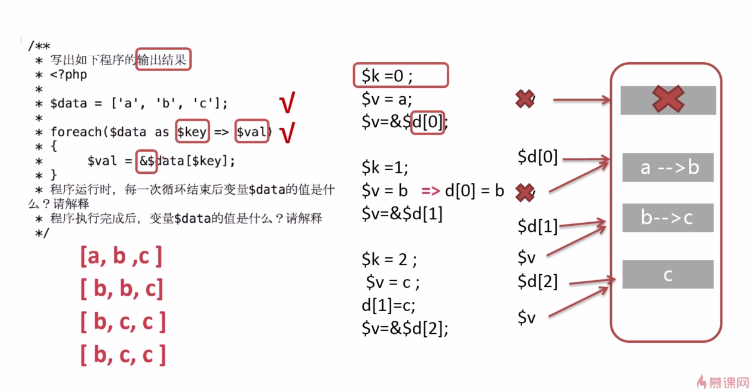 /**
* 写出如下程序的输出结果
* <?php
*
* $data = ['a', 'b', 'c'];
*
* foreach($data as $key => $val)
* {
*     $val = &$data[$key];
* }
* 程序运行时，每一次循环结束后变量$data的值是什
么？请解释
* 程序执行完成后，变量$data的值是什么？请解释
*/
√
√
[a, b ,c ]
[ b, b, c]
[ b, c, c ]
[ b, c, c ]
$k =0 ;
$v = a;
$v=&$d[0];
$k =1;
$v = b => d[0] = b
$v=&$d[1]
$k = 2 ;
$v = c ;
d[1]=c;
$v=&$d[2];
$d[0]
$d[1]
$v
$d[2]
$v
a -->b
b-->c
c
慕课网